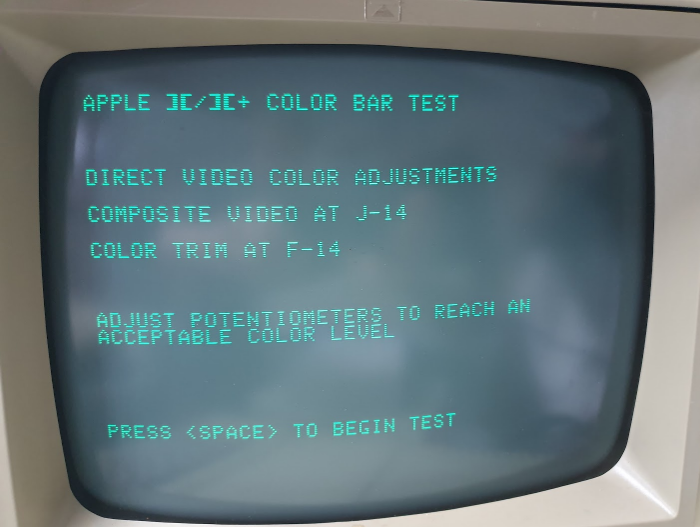 APPLE ][/][+ COLOR BAR TEST
DIRECT VIDEO COLOR ADJUSTMENTS
COMPOSITE VIDEO AT J-14
COLOR TRIM AT F-14
ADJUST POTENTIOMETERS TO REACH AN
ACCEPTABLE COLOR LEVEL
PRESS <SPACE> TO BEGIN TEST